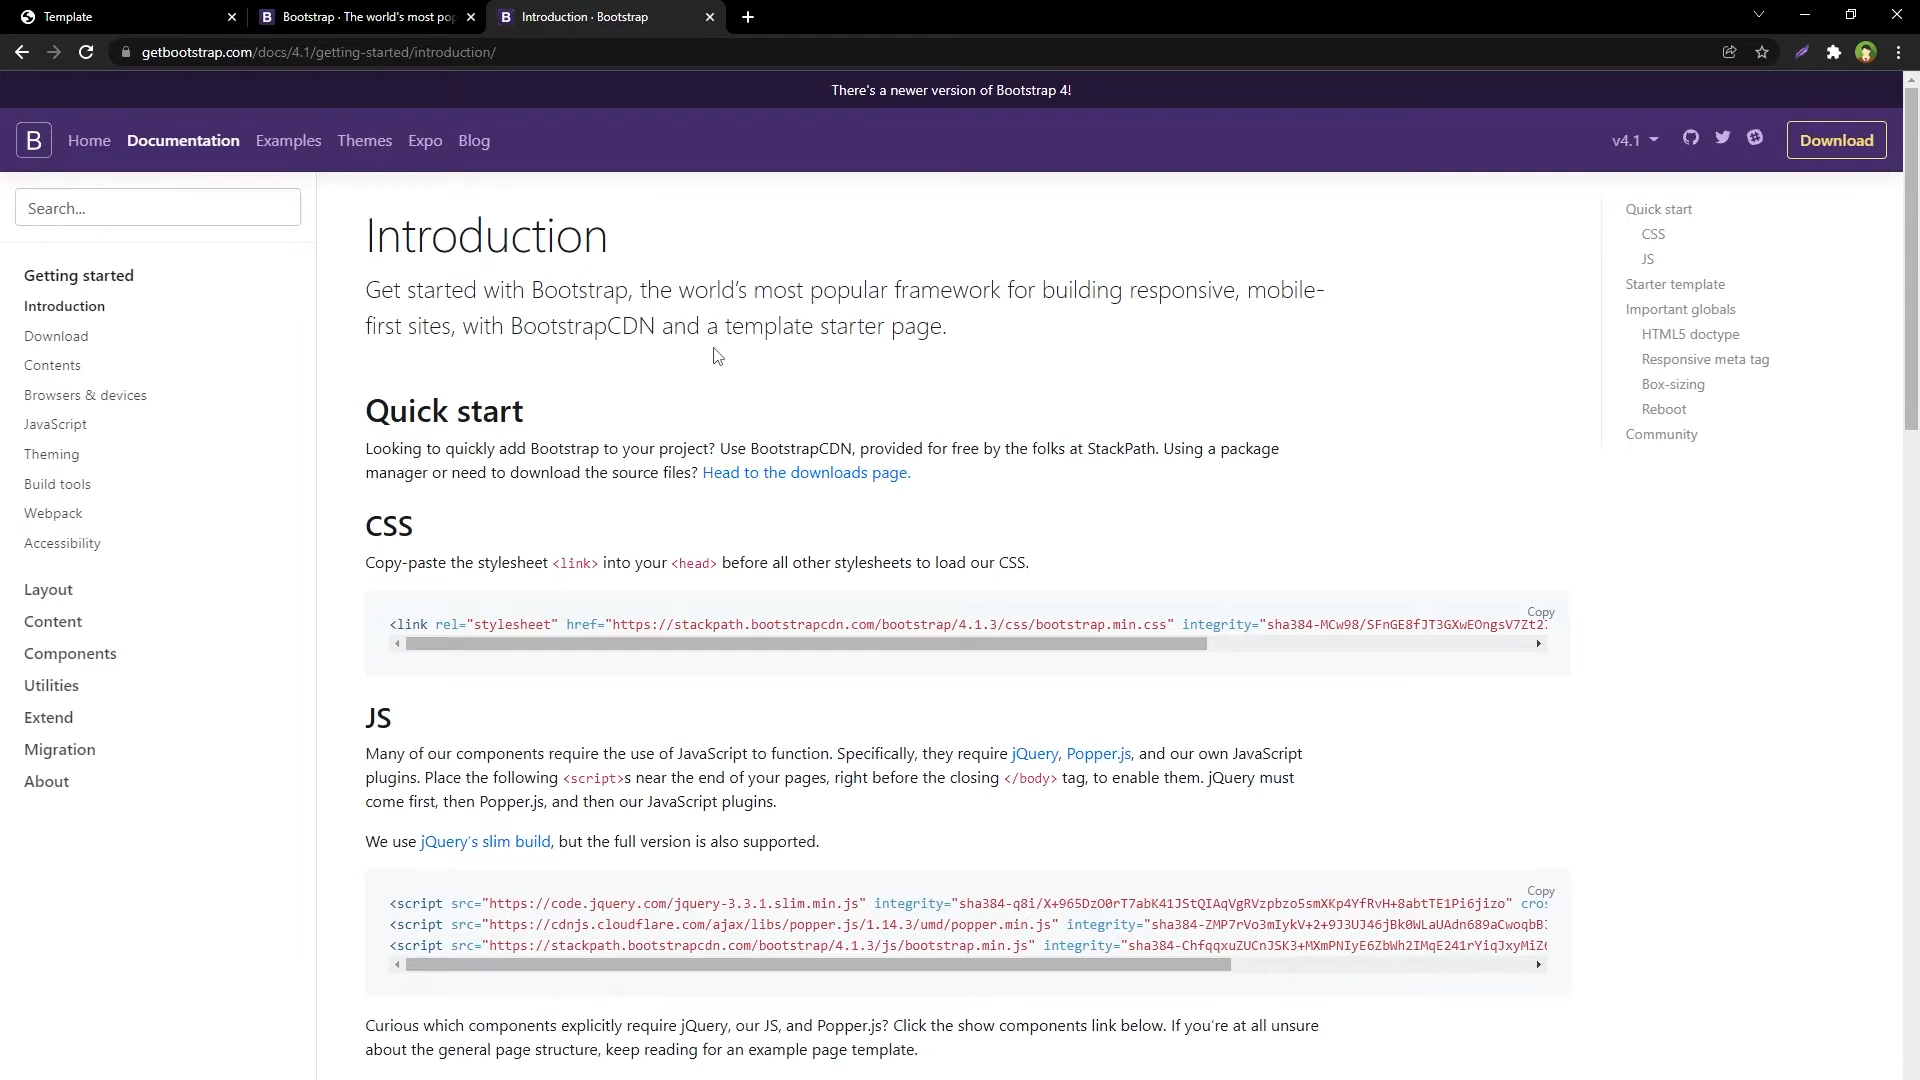 Template
Bootstrap · The world's most pop
Introduction · Bootstrap
getbootstrap.com/docs/4.1/getting-started/introduction/
There's a newer version of Bootstrap 4!
B Home Documentation Examples Themes Expo Blog v4.1 Download
Search...
Getting started
Introduction
Download
Contents
Browsers & devices
JavaScript
Theming
Build tools
Webpack
Accessibility
Layout
Content
Components
Utilities
Extend
Migration
About
Introduction
Get started with Bootstrap, the world’s most popular framework for building responsive, mobile-
first sites, with BootstrapCDN and a template starter page.
Quick start
Looking to quickly add Bootstrap to your project? Use BootstrapCDN, provided for free by the folks at StackPath. Using a package
manager or need to download the source files? Head to the downloads page.
CSS
Copy-paste the stylesheet <link> into your <head> before all other stylesheets to load our CSS.
Copy
<link rel="stylesheet" href="https://stackpath.bootstrapcdn.com/bootstrap/4.1.3/css/bootstrap.min.css" integrity="sha384-MCw98/SFnGE8fJT3GXwEOngsV7Zt2
JS
Many of our components require the use of JavaScript to function. Specifically, they require jQuery, Popper.js, and our own JavaScript
plugins. Place the following <script>s near the end of your pages, right before the closing </body> tag, to enable them. jQuery must
come first, then Popper.js, and then our JavaScript plugins.
We use jQuery’s slim build, but the full version is also supported.
Copy
<script src="https://code.jquery.com/jquery-3.3.1.slim.min.js" integrity="sha384-q8i/X+965DzO0rT7abK41JStQIAqVgRVzpbzo5smXKp4YfRvH+8abtTE1Pi6jizo" cros
<script src="https://cdnjs.cloudflare.com/ajax/libs/popper.js/1.14.3/umd/popper.min.js" integrity="sha384-ZMP7rVo3mIykV+2+9J3UJ46jBk0WLaUAdn689aCwoqbB
<script src="https://stackpath.bootstrapcdn.com/bootstrap/4.1.3/js/bootstrap.min.js" integrity="sha384-ChfqqxuZUCnJSK3+MXmPNIyE6ZbWh2IMqE241rYiqJxyMiZ6
Curious which components explicitly require jQuery, our JS, and Popper.js? Click the show components link below. If you’re at all unsure
about the general page structure, keep reading for an example page template.
Quick start
CSS
JS
Starter template
Important globals
HTML5 doctype
Responsive meta tag
Box-sizing
Reboot
Community